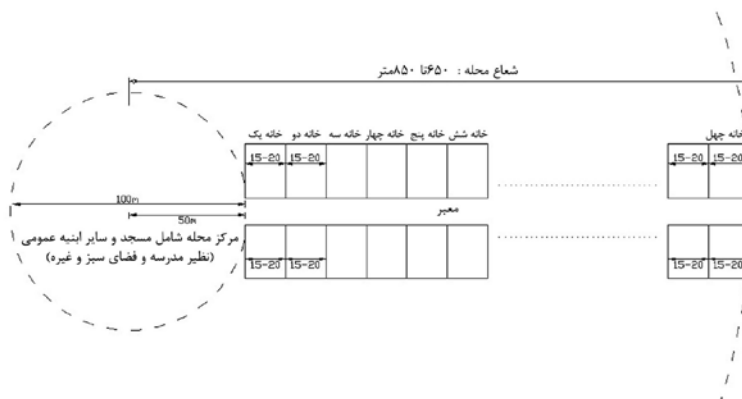 شعاع محله : ۶۵۰ تا ۸۵۰ متر
خانه یک خانه دو خانه سه خانه چهار خانه پنج خانه شش خانه چهل
15-20 15-20 15-20 15-20
100m
معبر
50m
مرکز محله شامل مسجد و سایر ابنیه عمومی
(نظیر مدرسه و فضای سبز و غیره)
15-20 15-20 15-20 15-20